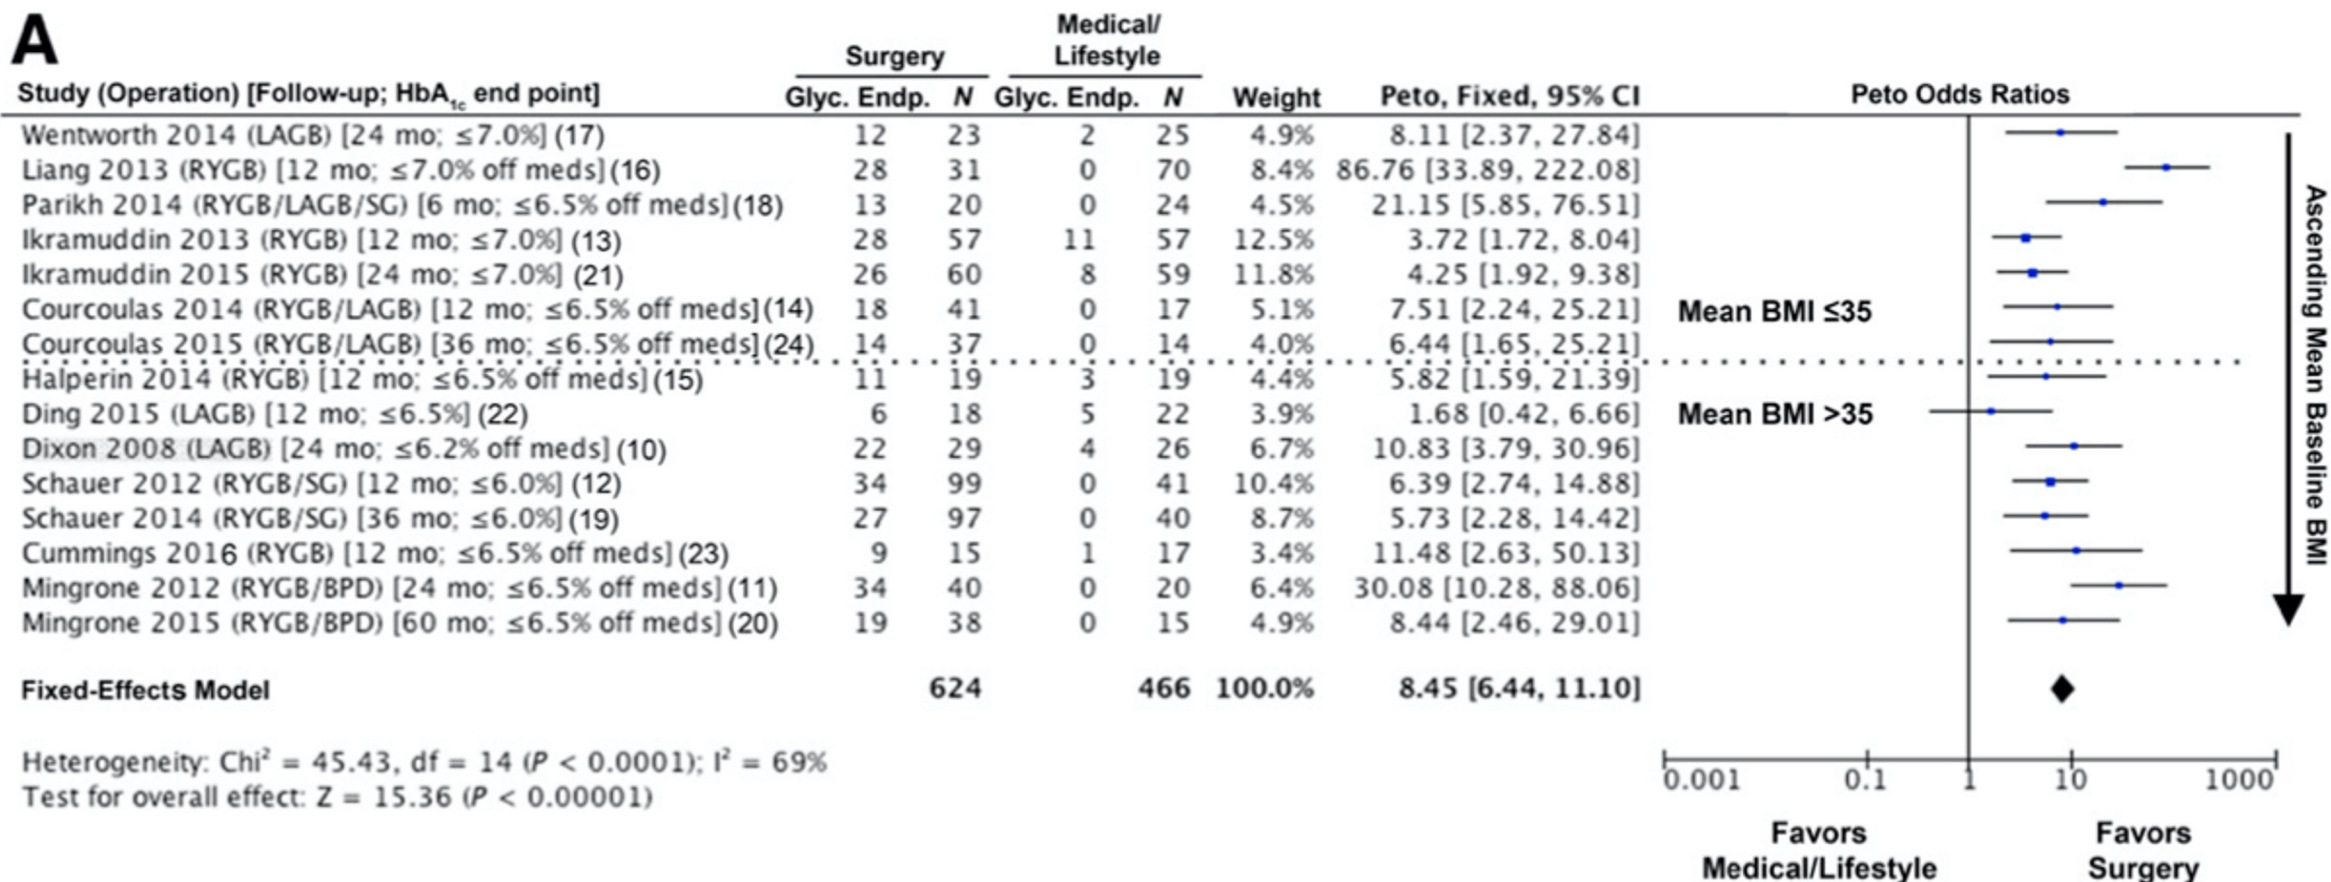 A
Medical/
Surgery Lifestyle
Study (Operation) [Follow-up; HbA1c end point] Glyc. Endp. N Glyc. Endp. N Weight Peto, Fixed, 95% CI Peto Odds Ratios
Wentworth 2014 (LAGB) [24 mo; ≤7.0%] (17) 12 23 2 25 4.9% 8.11 [2.37, 27.84]
Liang 2013 (RYGB) [12 mo; ≤7.0% off meds] (16) 28 31 0 70 8.4% 86.76 [33.89, 222.08]
Parikh 2014 (RYGB/LAGB/SG) [6 mo; ≤6.5% off meds] (18) 13 20 0 24 4.5% 21.15 [5.85, 76.51]
Ikramuddin 2013 (RYGB) [12 mo; ≤7.0%] (13) 28 57 11 57 12.5% 3.72 [1.72, 8.04]
Ikramuddin 2015 (RYGB) [24 mo; ≤7.0%] (21) 26 60 8 59 11.8% 4.25 [1.92, 9.38]
Courcoulas 2014 (RYGB/LAGB) [12 mo; ≤6.5% off meds] (14) 18 41 0 17 5.1% 7.51 [2.24, 25.21] Mean BMI ≤35
Courcoulas 2015 (RYGB/LAGB) [36 mo; ≤6.5% off meds] (24) 14 37 0 14 4.0% 6.44 [1.65, 25.21]
Halperin 2014 (RYGB) [12 mo; ≤6.5% off meds] (15) 11 19 3 19 4.4% 5.82 [1.59, 21.39]
Ding 2015 (LAGB) [12 mo; ≤6.5%] (22) 6 18 5 22 3.9% 1.68 [0.42, 6.66] Mean BMI >35
Dixon 2008 (LAGB) [24 mo; ≤6.2% off meds] (10) 22 29 4 26 6.7% 10.83 [3.79, 30.96]
Schauer 2012 (RYGB/SG) [12 mo; ≤6.0%] (12) 34 99 0 41 10.4% 6.39 [2.74, 14.88]
Schauer 2014 (RYGB/SG) [36 mo; ≤6.0%] (19) 27 97 0 40 8.7% 5.73 [2.28, 14.42]
Cummings 2016 (RYGB) [12 mo; ≤6.5% off meds] (23) 9 15 1 17 3.4% 11.48 [2.63, 50.13]
Mingrone 2012 (RYGB/BPD) [24 mo; ≤6.5% off meds] (11) 34 40 0 20 6.4% 30.08 [10.28, 88.06]
Mingrone 2015 (RYGB/BPD) [60 mo; ≤6.5% off meds] (20) 19 38 0 15 4.9% 8.44 [2.46, 29.01]
Ascending Mean Baseline BMI
Fixed-Effects Model 624 466 100.0% 8.45 [6.44, 11.10]
Heterogeneity: Chi² = 45.43, df = 14 (P < 0.0001); I² = 69%
Test for overall effect: Z = 15.36 (P < 0.00001)
0.001 0.1 1 10 1000
Favors Favors
Medical/Lifestyle Surgery